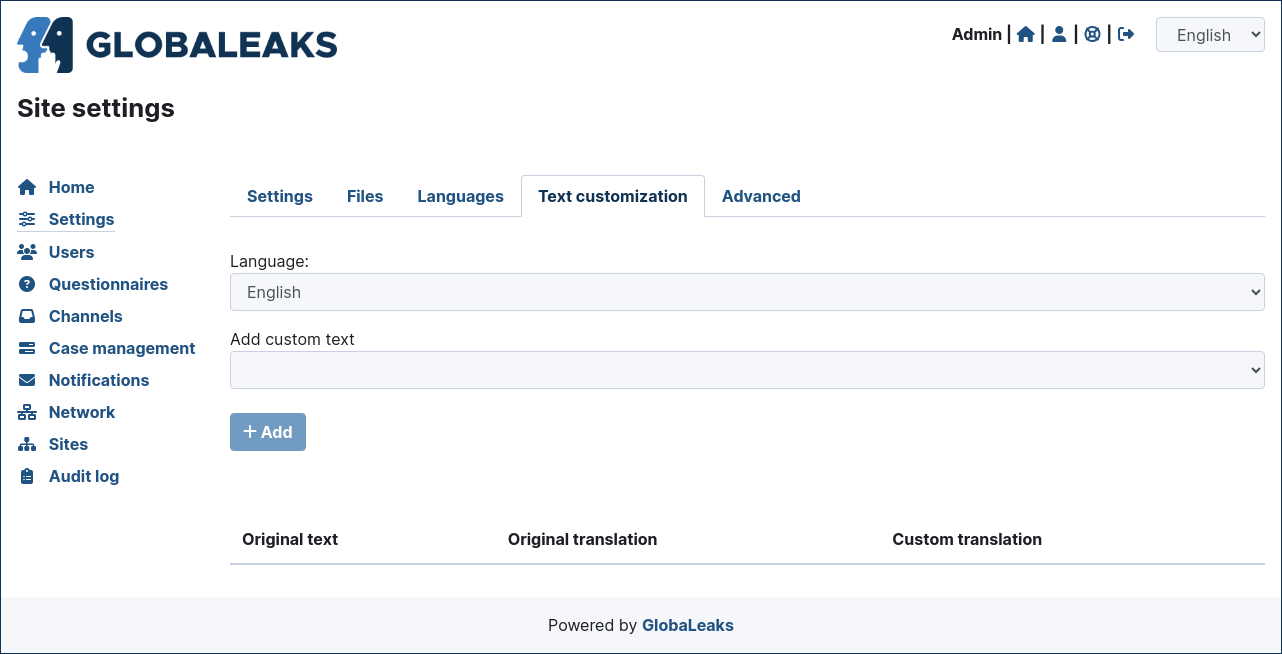 GLOBALEAKS
Admin | | | |
English
Site settings
Home
Settings
Users
Questionnaires
Channels
Case management
Notifications
Network
Sites
Audit log
Settings Files Languages Text customization Advanced
Language:
English
Add custom text
+ Add
Original text Original translation Custom translation
Powered by GlobaLeaks